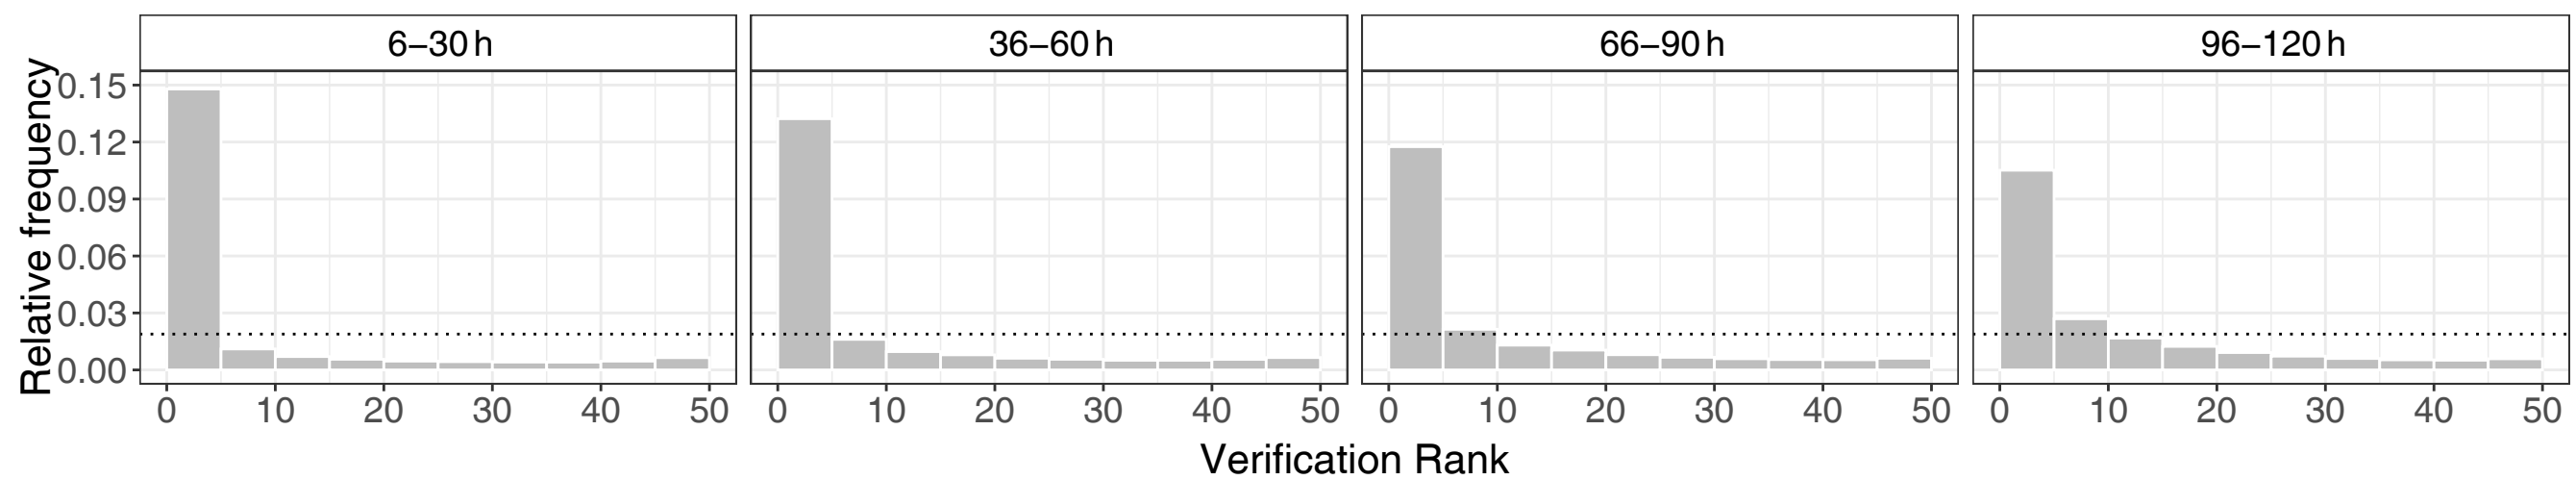 6–30 h 36–60 h 66–90 h 96–120 h
Relative frequency
0.15
0.12
0.09
0.06
0.03
0.00
0 10 20 30 40 50 0 10 20 30 40 50 0 10 20 30 40 50 0 10 20 30 40 50
Verification Rank